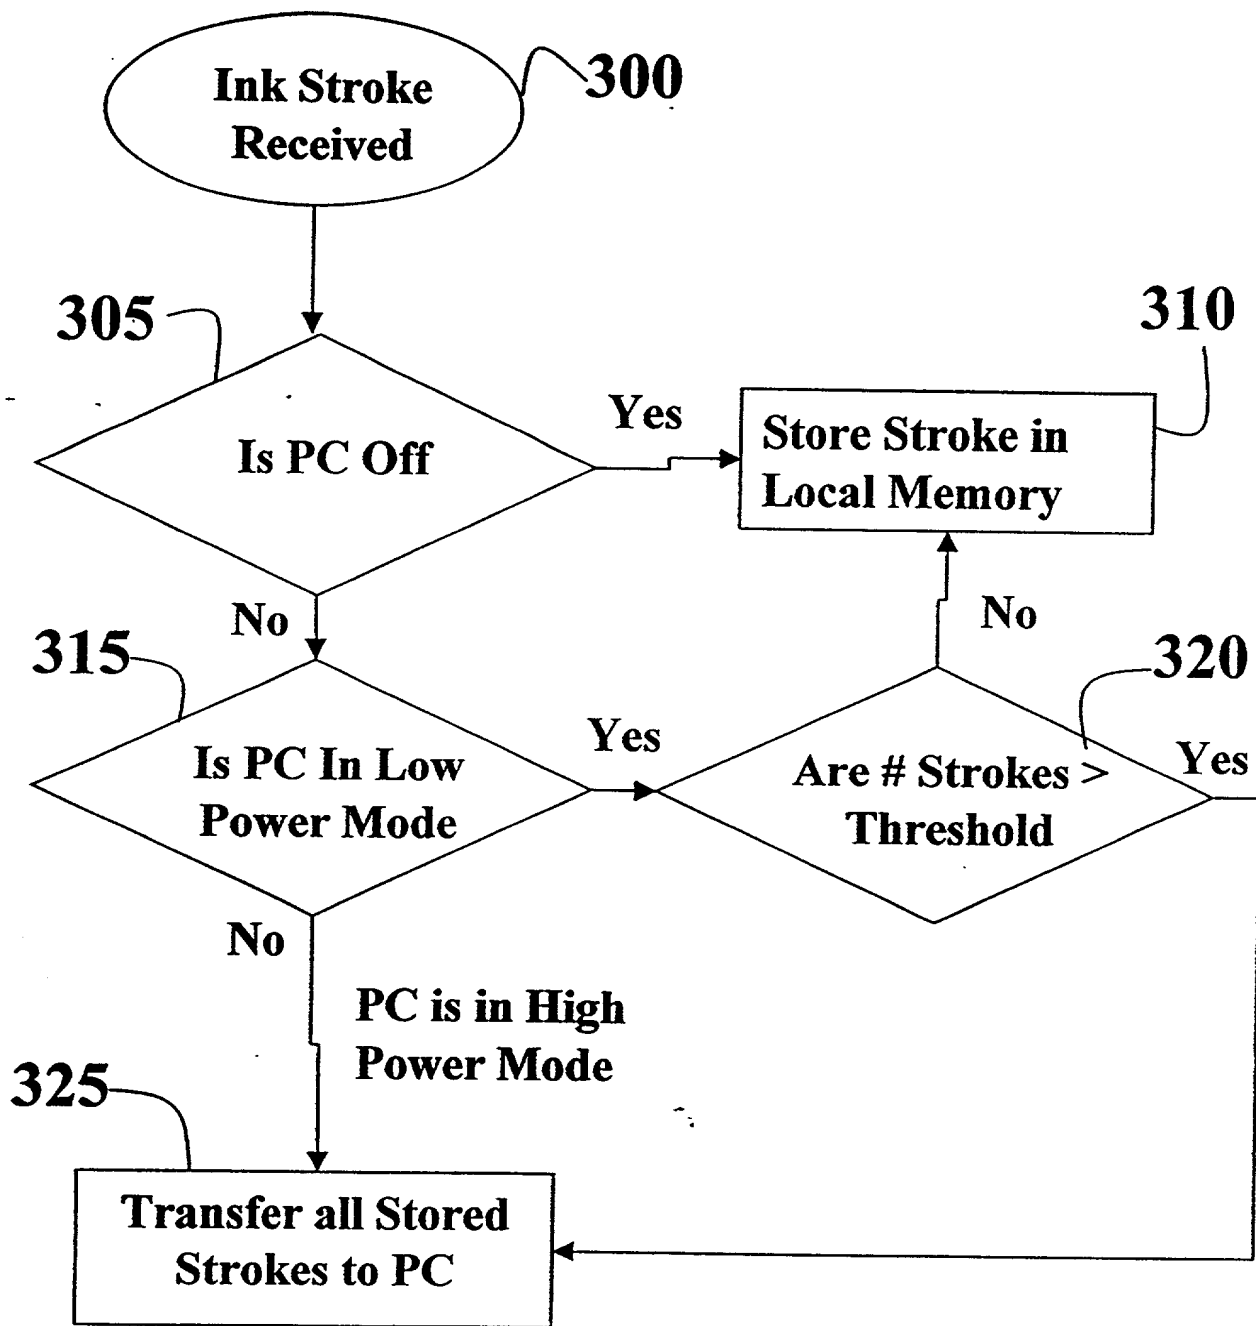 Ink Stroke
Received
300
305
Is PC Off
Yes
310
Store Stroke in
Local Memory
No
315
Is PC In Low
Power Mode
Yes
No
320
Are # Strokes >
Threshold
Yes
No
PC is in High
Power Mode
325
Transfer all Stored
Strokes to PC